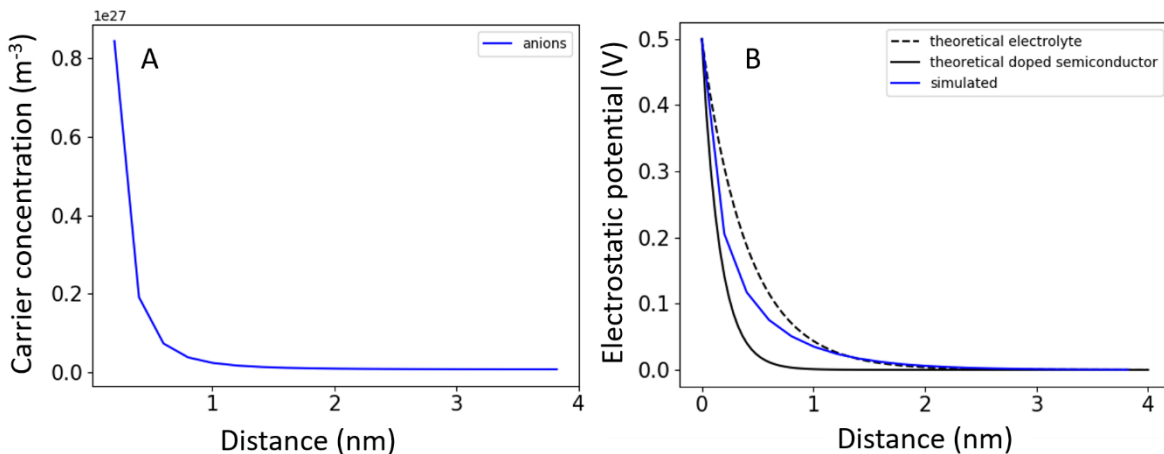 1e27
A
anions
Carrier concentration (m-3)
0.8
0.6
0.4
0.2
0.0
1
2
3
4
Distance (nm)
B
theoretical electrolyte
theoretical doped semiconductor
simulated
Electrostatic potential (V)
0.5
0.4
0.3
0.2
0.1
0.0
0
1
2
3
4
Distance (nm)